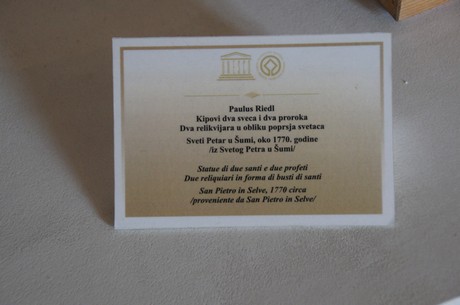 Paulus Riedl
Kipovi dva sveca i dva proroka
Dva relikvijara u obliku poprsja svetaca
Sveti Petar u Šumi, oko 1770. godine
/iz Svetog Petra u Šumi/
Statue di due santi e due profeti
Due reliquiari in forma di busti di santi
San Pietro in Selve, 1770 circa
/proveniente da San Pietro in Selve/